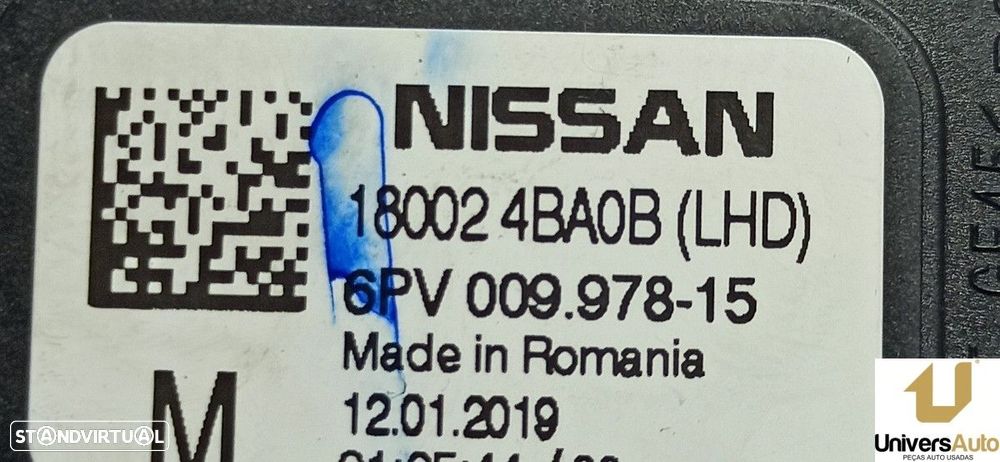 NISSAN
18002 4BA0B (LHD)
6PV 009.978-15
Made in Romania
12.01.2019
M
STANDVIRTUAL
UniversAuto
PEÇAS AUTO USADAS